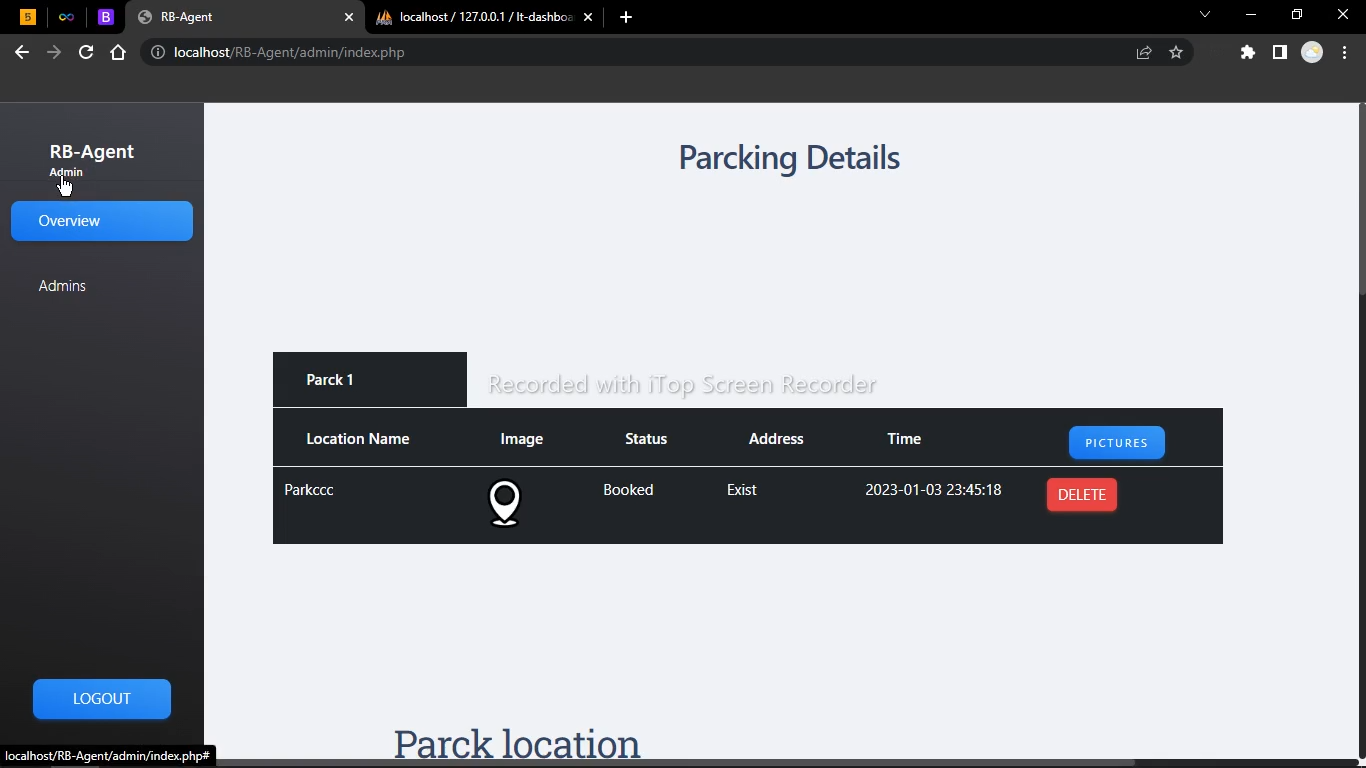 5
B
RB-Agent
localhost / 127.0.0.1 / lt-dashboa
localhost/RB-Agent/admin/index.php
RB-Agent
Admin
Overview
Admins
LOGOUT
localhost/RB-Agent/admin/index.php#
Parcking Details
Parck 1
Recorded with iTop Screen Recorder
Location Name Image Status Address Time PICTURES
Parkccc Booked Exist 2023-01-03 23:45:18 DELETE
Parck location